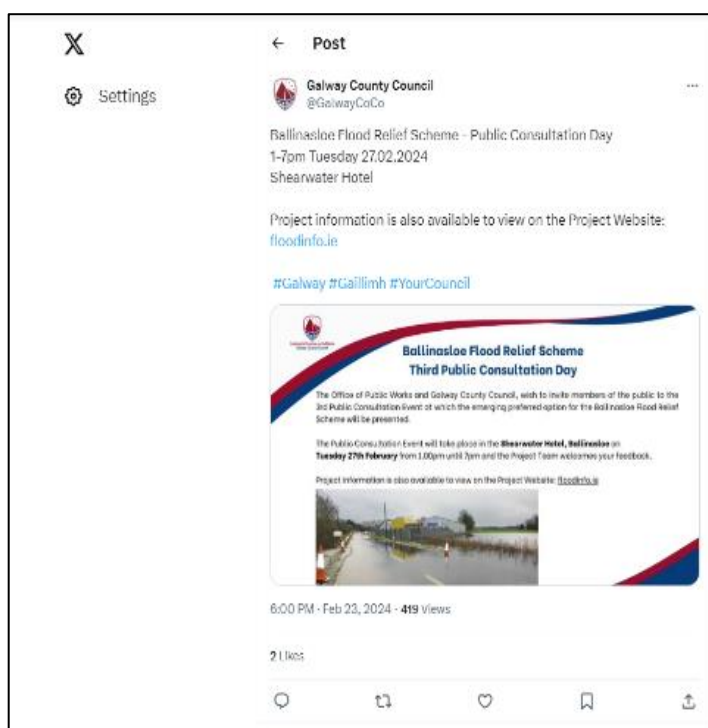 Post
Settings
Galway County Council
@GalwayCoCo
Ballinasloe Flood Relief Scheme - Public Consultation Day
1-7pm Tuesday 27.02.2024
Shearwater Hotel
Project information is also available to view on the Project Website:
floodinfo.ie
#Galway #Gaillimh #YourCouncil
Ballinasloe Flood Relief Scheme
Third Public Consultation Day
The Office of Public Works and Galway County Council, wish to invite members of the public to the
3rd Public Consultation Event at which the emerging preferred option for the Ballinasloe Flood Relief
Scheme will be presented.
The Public Consultation Event will take place in the Shearwater Hotel, Ballinasloe on
Tuesday 27th February from 1.00pm until 7pm and the Project Team welcomes your feedback.
Project information is also available to view on the Project Website: floodinfo.ie
6:00 PM · Feb 23, 2024 · 419 Views
2 Likes